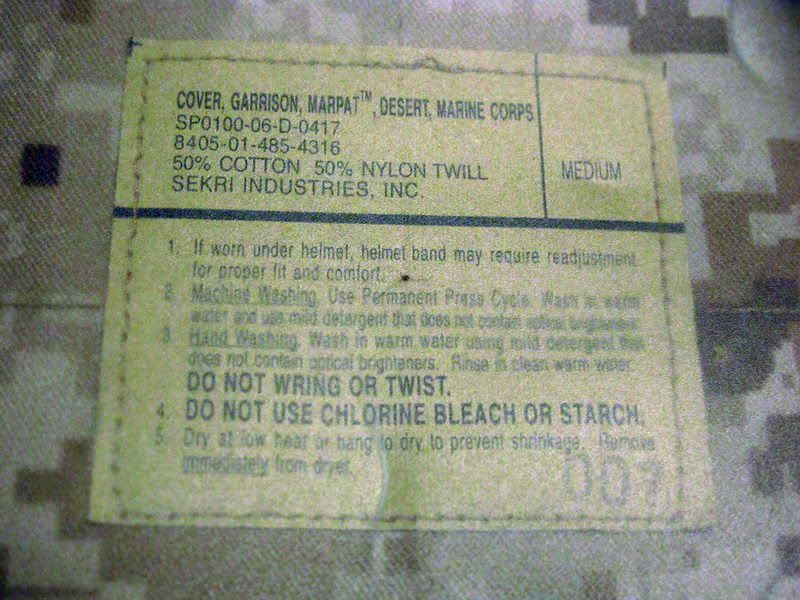 COVER, GARRISON, MARPAT™, DESERT, MARINE CORPS
SP0100-06-D-0417
8405-01-485-4316
50% COTTON 50% NYLON TWILL
SEKRI INDUSTRIES, INC.
MEDIUM
1. If worn under helmet, helmet band may require readjustment
for proper fit and comfort.
2. Machine Washing. Use Permanent Press Cycle. Wash in warm
water and use mild detergent that does not contain optical brighteners.
3. Hand Washing. Wash in warm water using mild detergent that
does not contain optical brighteners. Rinse in clean warm water.
DO NOT WRING OR TWIST.
4. DO NOT USE CHLORINE BLEACH OR STARCH.
5. Dry at low heat or hang to dry to prevent shrinkage. Remove
immediately from dryer.
007